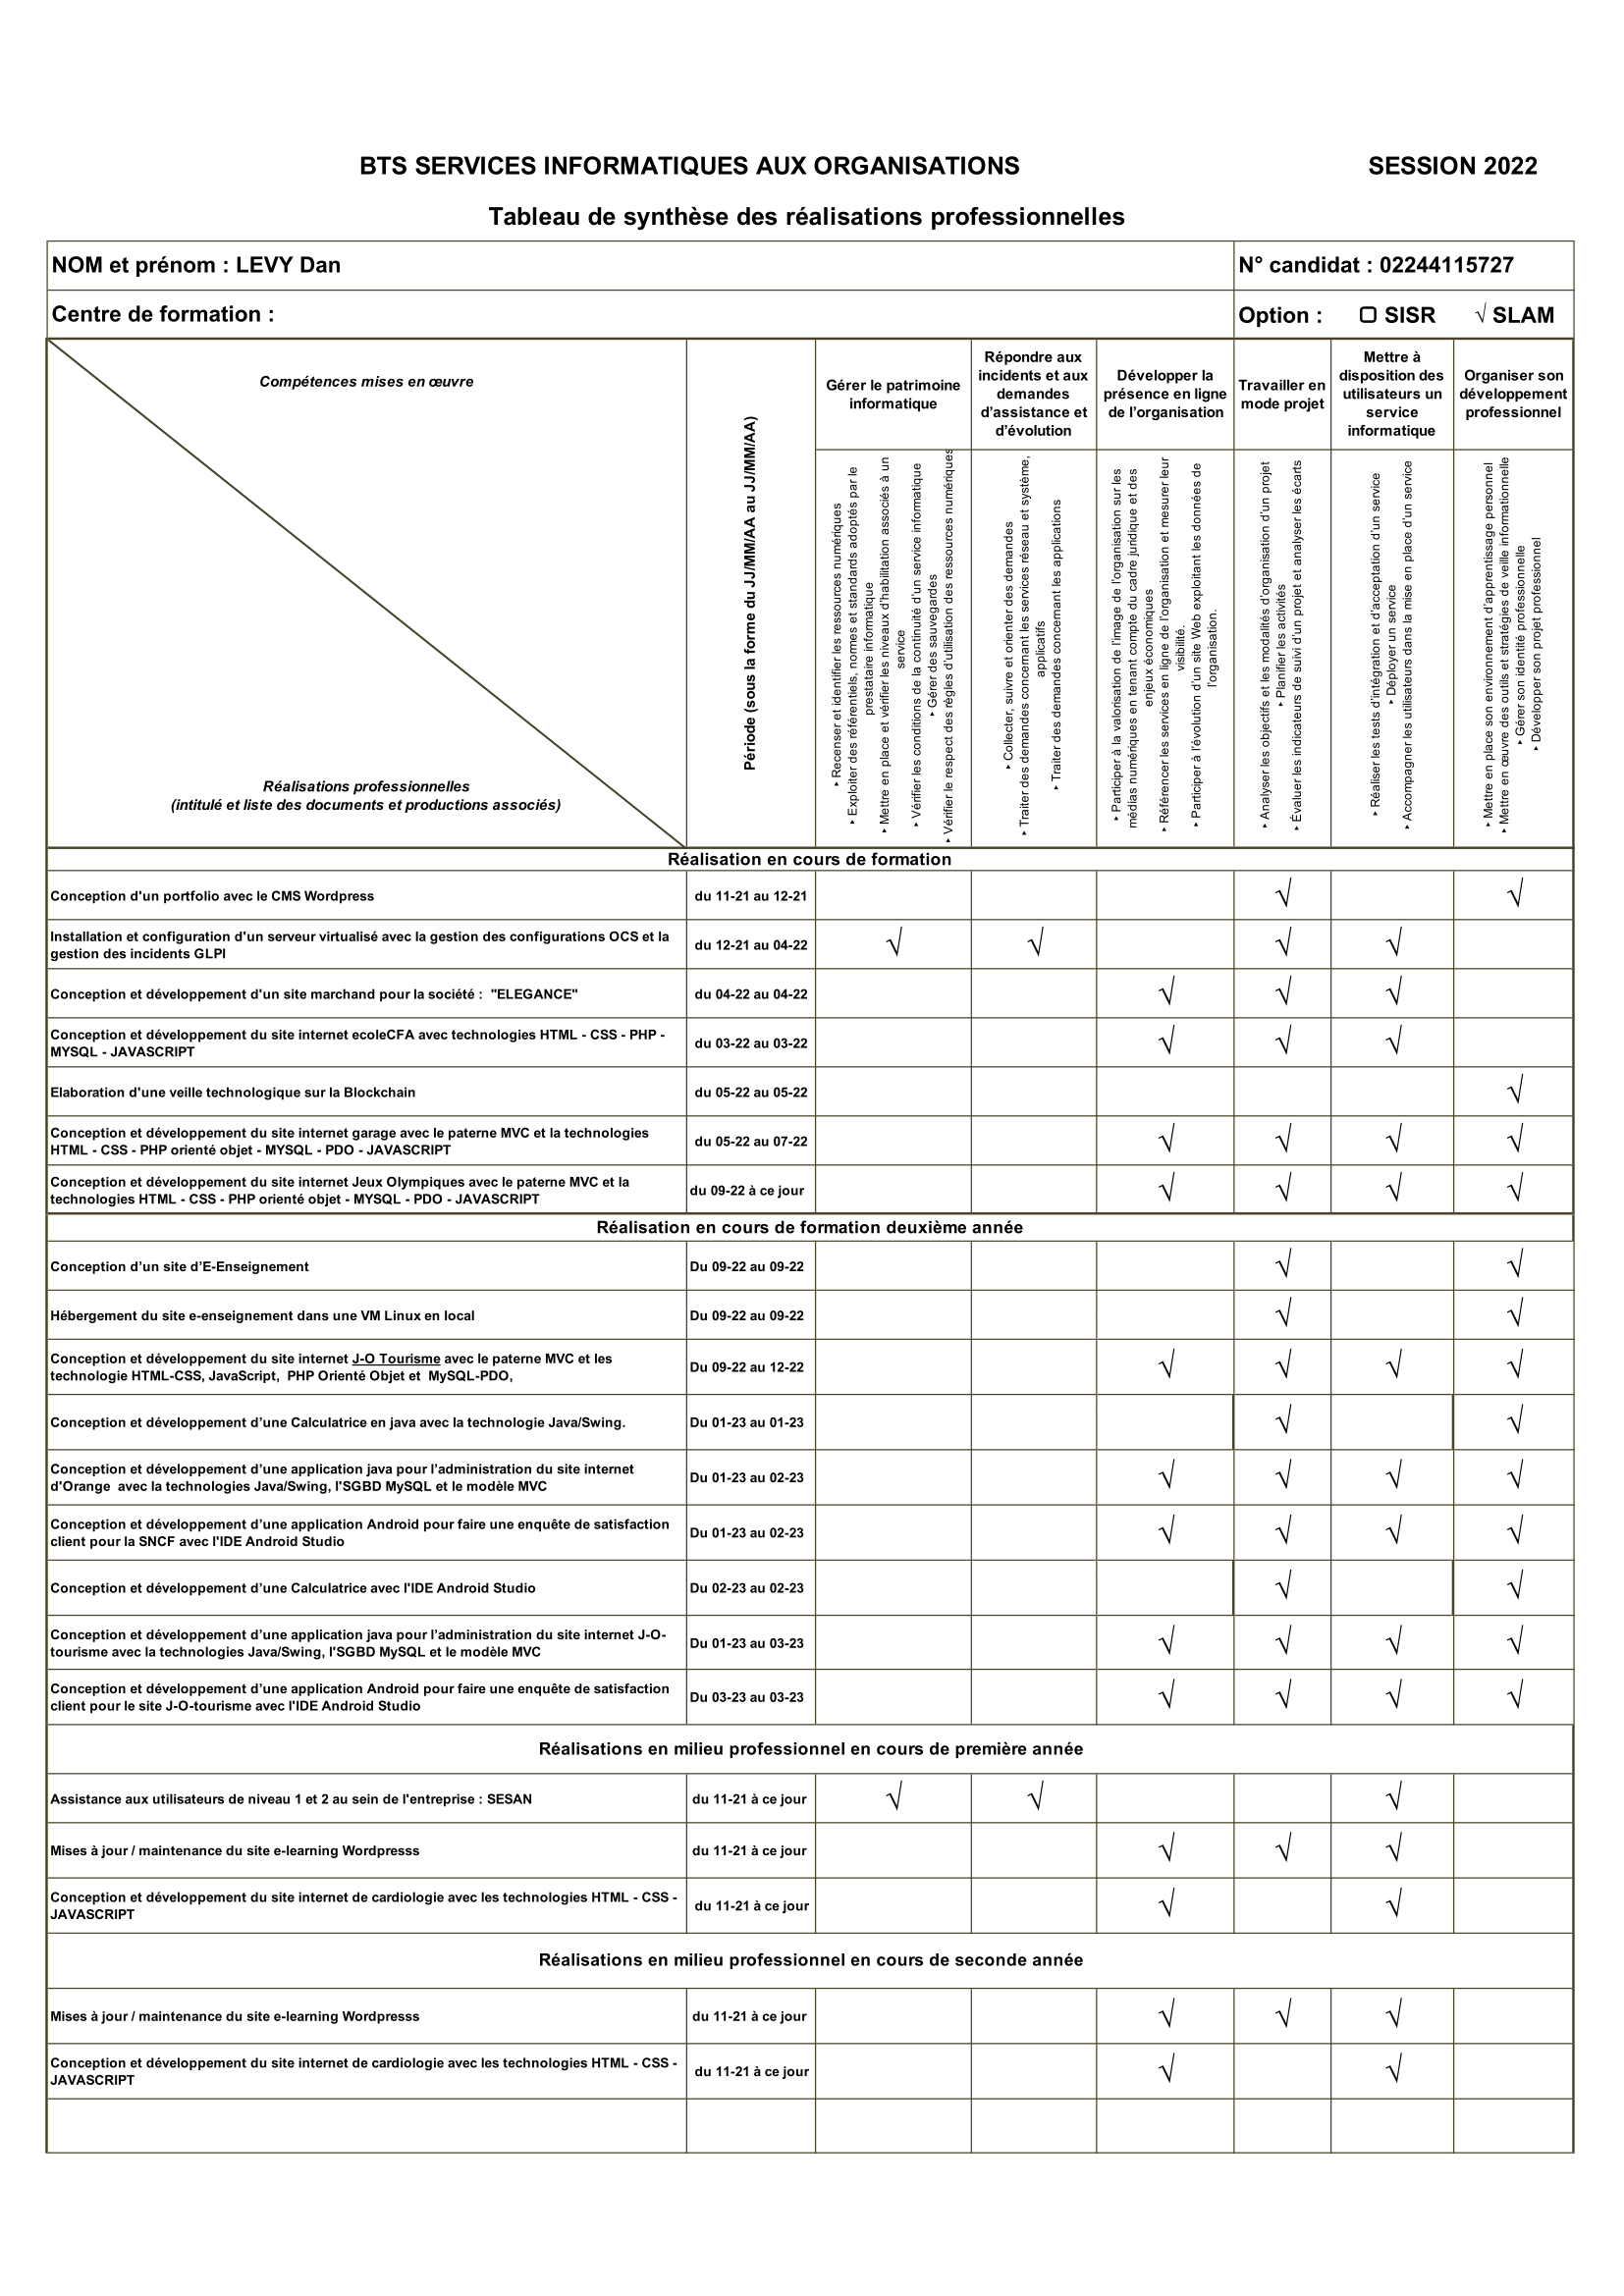 BTS SERVICES INFORMATIQUES AUX ORGANISATIONS SESSION 2022
Tableau de synthèse des réalisations professionnelles
NOM et prénom : LEVY Dan N° candidat : 02244115727
Centre de formation : Option : ▢ SISR √ SLAM
Compétences mises en œuvre
Réalisations professionnelles
(intitulé et liste des documents et productions associés)
Période (sous la forme du JJ/MM/AA au JJ/MM/AA)
Gérer le patrimoine
informatique
Répondre aux
incidents et aux
demandes
d'assistance et
d'évolution
Développer la
présence en ligne
de l'organisation
Travailler en
mode projet
Mettre à
disposition des
utilisateurs un
service
informatique
Organiser son
développement
professionnel
‣ Recenser et identifier les ressources numériques
‣ Exploiter des référentiels, normes et standards adoptés par le
prestataire informatique
‣ Mettre en place et vérifier les niveaux d'habilitation associés à un
service
‣ Vérifier les conditions de la continuité d'un service informatique
‣ Gérer des sauvegardes
‣ Vérifier le respect des règles d'utilisation des ressources numériques
‣ Collecter, suivre et orienter des demandes
‣ Traiter des demandes concernant les services réseau et système,
applicatifs
‣ Traiter des demandes concernant les applications
‣ Participer à la valorisation de l'image de l'organisation sur les
médias numériques en tenant compte du cadre juridique et des
enjeux économiques
‣ Référencer les services en ligne de l'organisation et mesurer leur
visibilité.
‣ Participer à l'évolution d'un site Web exploitant les données de
l'organisation.
‣ Analyser les objectifs et les modalités d'organisation d'un projet
‣ Planifier les activités
‣ Évaluer les indicateurs de suivi d'un projet et analyser les écarts
‣ Réaliser les tests d'intégration et d'acceptation d'un service
‣ Déployer un service
‣ Accompagner les utilisateurs dans la mise en place d'un service
‣ Mettre en place son environnement d'apprentissage personnel
‣ Mettre en œuvre des outils et stratégies de veille informationnelle
‣ Gérer son identité professionnelle
‣ Développer son projet professionnel
Réalisation en cours de formation
Conception d'un portfolio avec le CMS Wordpress du 11-21 au 12-21 √ √
Installation et configuration d'un serveur virtualisé avec la gestion des configurations OCS et la
gestion des incidents GLPI du 12-21 au 04-22 √ √ √ √
Conception et développement d'un site marchand pour la société : "ELEGANCE" du 04-22 au 04-22 √ √ √
Conception et développement du site internet ecoleCFA avec technologies HTML - CSS - PHP -
MYSQL - JAVASCRIPT du 03-22 au 03-22 √ √ √
Elaboration d'une veille technologique sur la Blockchain du 05-22 au 05-22 √
Conception et développement du site internet garage avec le paterne MVC et la technologies
HTML - CSS - PHP orienté objet - MYSQL - PDO - JAVASCRIPT du 05-22 au 07-22 √ √ √ √
Conception et développement du site internet Jeux Olympiques avec le paterne MVC et la
technologies HTML - CSS - PHP orienté objet - MYSQL - PDO - JAVASCRIPT du 09-22 à ce jour √ √ √ √
Réalisation en cours de formation deuxième année
Conception d'un site d'E-Enseignement Du 09-22 au 09-22 √ √
Hébergement du site e-enseignement dans une VM Linux en local Du 09-22 au 09-22 √ √
Conception et développement du site internet J-O Tourisme avec le paterne MVC et les
technologie HTML-CSS, JavaScript, PHP Orienté Objet et MySQL-PDO, Du 09-22 au 12-22 √ √ √ √
Conception et développement d'une Calculatrice en java avec la technologie Java/Swing. Du 01-23 au 01-23 √ √
Conception et développement d'une application java pour l'administration du site internet
d'Orange avec la technologies Java/Swing, l'SGBD MySQL et le modèle MVC Du 01-23 au 02-23 √ √ √ √
Conception et développement d'une application Android pour faire une enquête de satisfaction
client pour la SNCF avec l'IDE Android Studio Du 01-23 au 02-23 √ √ √ √
Conception et développement d'une Calculatrice avec l'IDE Android Studio Du 02-23 au 02-23 √ √
Conception et développement d'une application java pour l'administration du site internet J-O-
tourisme avec la technologies Java/Swing, l'SGBD MySQL et le modèle MVC Du 01-23 au 03-23 √ √ √ √
Conception et développement d'une application Android pour faire une enquête de satisfaction
client pour le site J-O-tourisme avec l'IDE Android Studio Du 03-23 au 03-23 √ √ √ √
Réalisations en milieu professionnel en cours de première année
Assistance aux utilisateurs de niveau 1 et 2 au sein de l'entreprise : SESAN du 11-21 à ce jour √ √ √
Mises à jour / maintenance du site e-learning Wordpresss du 11-21 à ce jour √ √ √
Conception et développement du site internet de cardiologie avec les technologies HTML - CSS -
JAVASCRIPT du 11-21 à ce jour √ √
Réalisations en milieu professionnel en cours de seconde année
Mises à jour / maintenance du site e-learning Wordpresss du 11-21 à ce jour √ √ √
Conception et développement du site internet de cardiologie avec les technologies HTML - CSS -
JAVASCRIPT du 11-21 à ce jour √ √